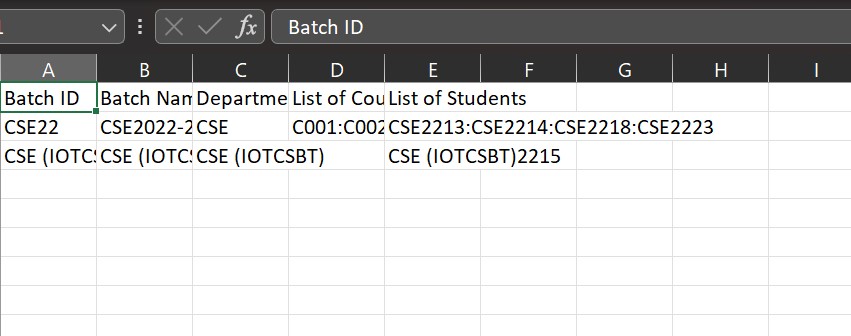 fx Batch ID
A B C D E F G H I
Batch ID Batch Nam Departme List of Cou List of Students
CSE22 CSE2022-2 CSE C001:C002 CSE2213:CSE2214:CSE2218:CSE2223
CSE (IOTCS CSE (IOTCS CSE (IOTCSBT) CSE (IOTCSBT)2215